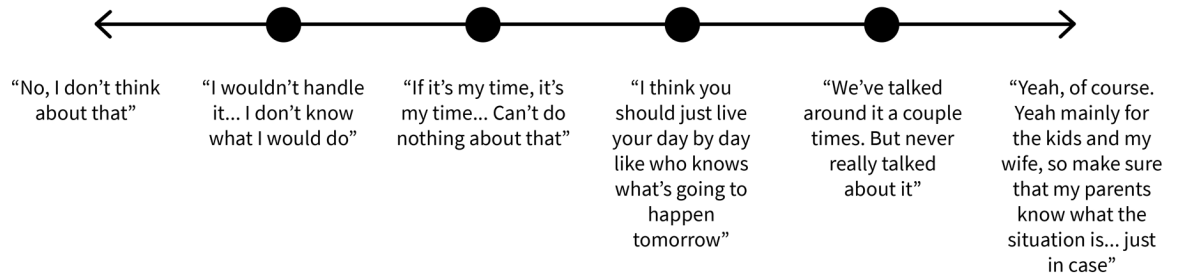 “No, I don’t think
about that”
“I wouldn’t handle
it... I don’t know
what I would do”
“If it’s my time, it’s
my time... Can’t do
nothing about that”
“I think you
should just live
your day by day
like who knows
what’s going to
happen
tomorrow”
“We’ve talked
around it a couple
times. But never
really talked
about it”
“Yeah, of course.
Yeah mainly for
the kids and my
wife, so make sure
that my parents
know what the
situation is... just
in case”